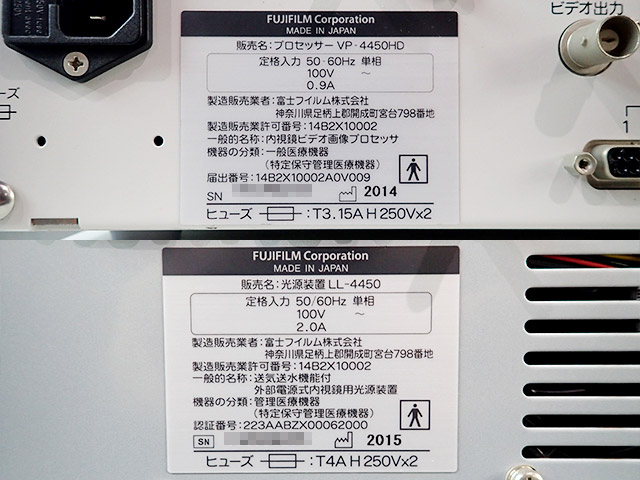 ビデオ出力
ーズ
1
FUJIFILM Corporation
MADE IN JAPAN
販売名:プロセッサー VP-4450HD
定格入力 50-60Hz 単相
100V ~
0.9A
製造販売業者:富士フイルム株式会社
神奈川県足柄上郡開成町宮台798番地
製造販売業許可番号:14B2X10002
一般的名称:内視鏡ビデオ画像プロセッサ
機器の分類:一般医療機器
(特定保守管理医療機器)
届出番号:14B2X10002A0V009
SN 2014
ヒューズ :T3.15A H 250V×2
FUJIFILM Corporation
MADE IN JAPAN
販売名:光源装置 LL-4450
定格入力 50/60Hz 単相
100V ~
2.0A
製造販売業者:富士フイルム株式会社
神奈川県足柄上郡開成町宮台798番地
製造販売業許可番号:14B2X10002
一般的名称:送気送水機能付
外部電源式内視鏡用光源装置
機器の分類:管理医療機器
(特定保守管理医療機器)
認証番号:223AABZX00062000
SN 2015
ヒューズ :T4A H 250V×2